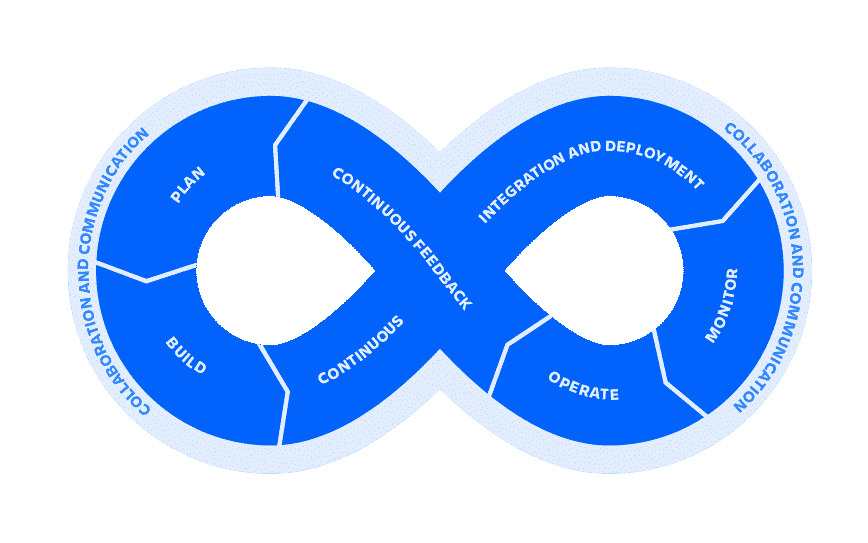 COLLABORATION AND COMMUNICATION
PLAN
BUILD
CONTINUOUS
INTEGRATION AND DEPLOYMENT
MONITOR
OPERATE
CONTINUOUS FEEDBACK
COLLABORATION AND COMMUNICATION